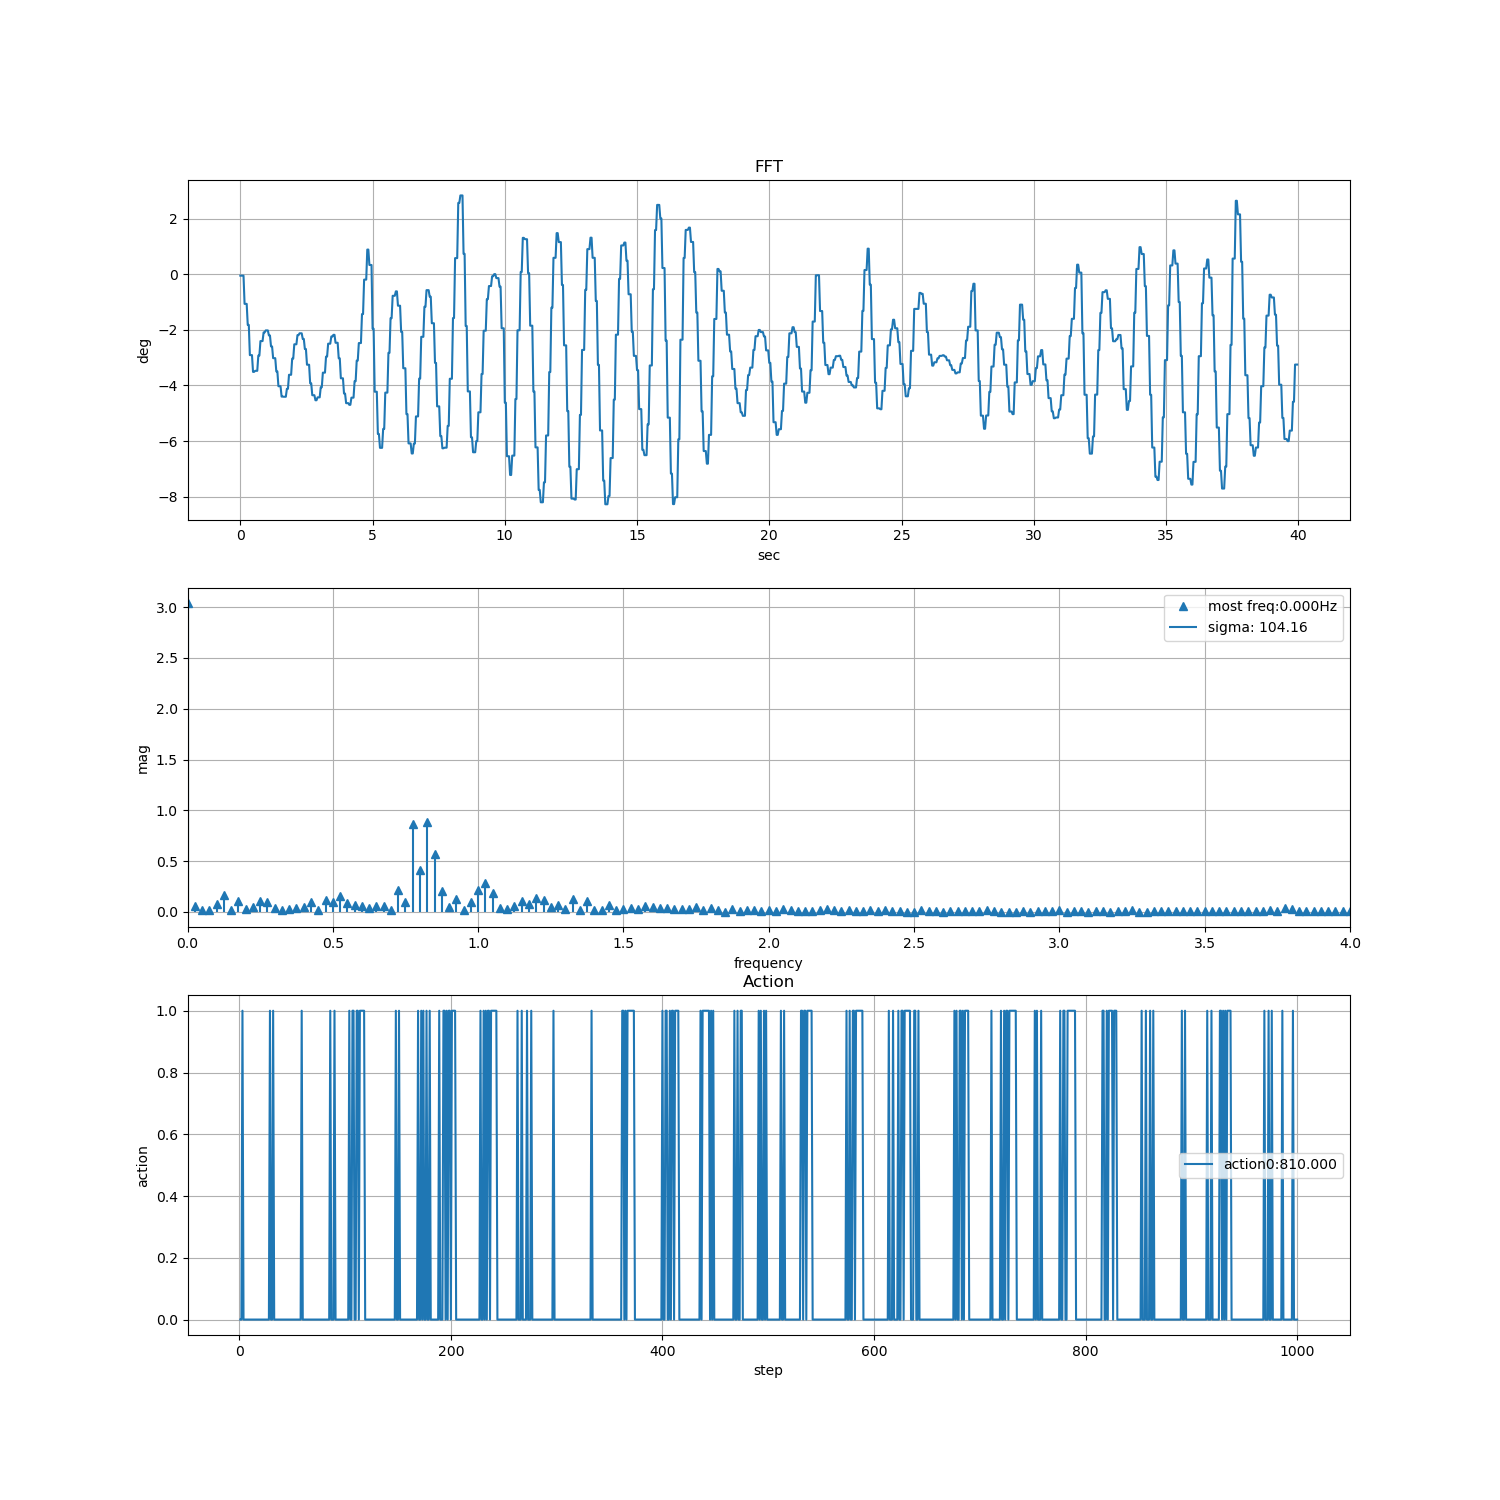 FFT
2
0
−2
−4
−6
−8
deg
0 5 10 15 20 25 30 35 40
sec
3.0
2.5
2.0
1.5
1.0
0.5
0.0
mag
most freq:0.000Hz
sigma: 104.16
0.0 0.5 1.0 1.5 2.0 2.5 3.0 3.5 4.0
frequency
Action
1.0
0.8
0.6
0.4
0.2
0.0
action
action0:810.000
0 200 400 600 800 1000
step